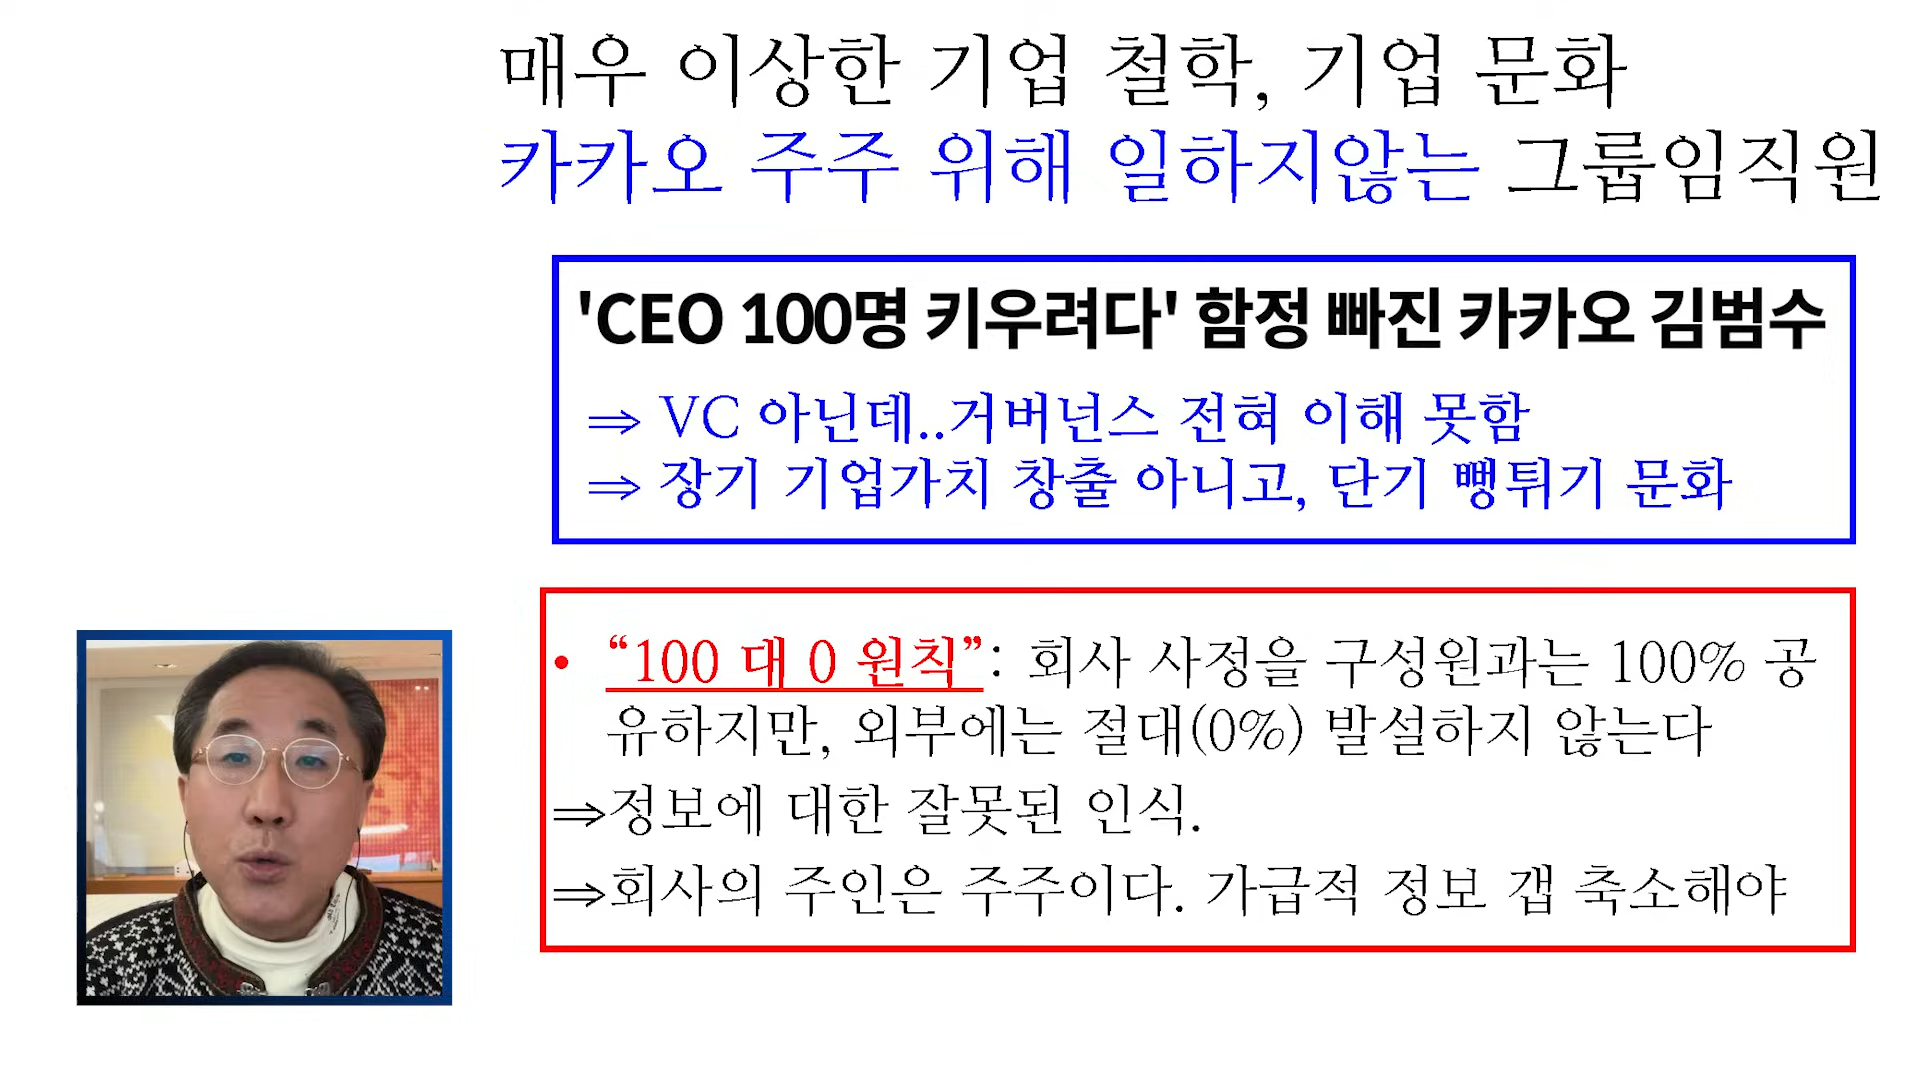 매우 이상한 기업 철학, 기업 문화
카카오 주주 위해 일하지않는 그룹임직원
'CEO 100명 키우려다' 함정 빠진 카카오 김범수
⇒ VC 아닌데..거버넌스 전혀 이해 못함
⇒ 장기 기업가치 창출 아니고, 단기 뻥튀기 문화
• “100 대 0 원칙”: 회사 사정을 구성원과는 100% 공
유하지만, 외부에는 절대(0%) 발설하지 않는다
⇒정보에 대한 잘못된 인식.
⇒회사의 주인은 주주이다. 가급적 정보 갭 축소해야